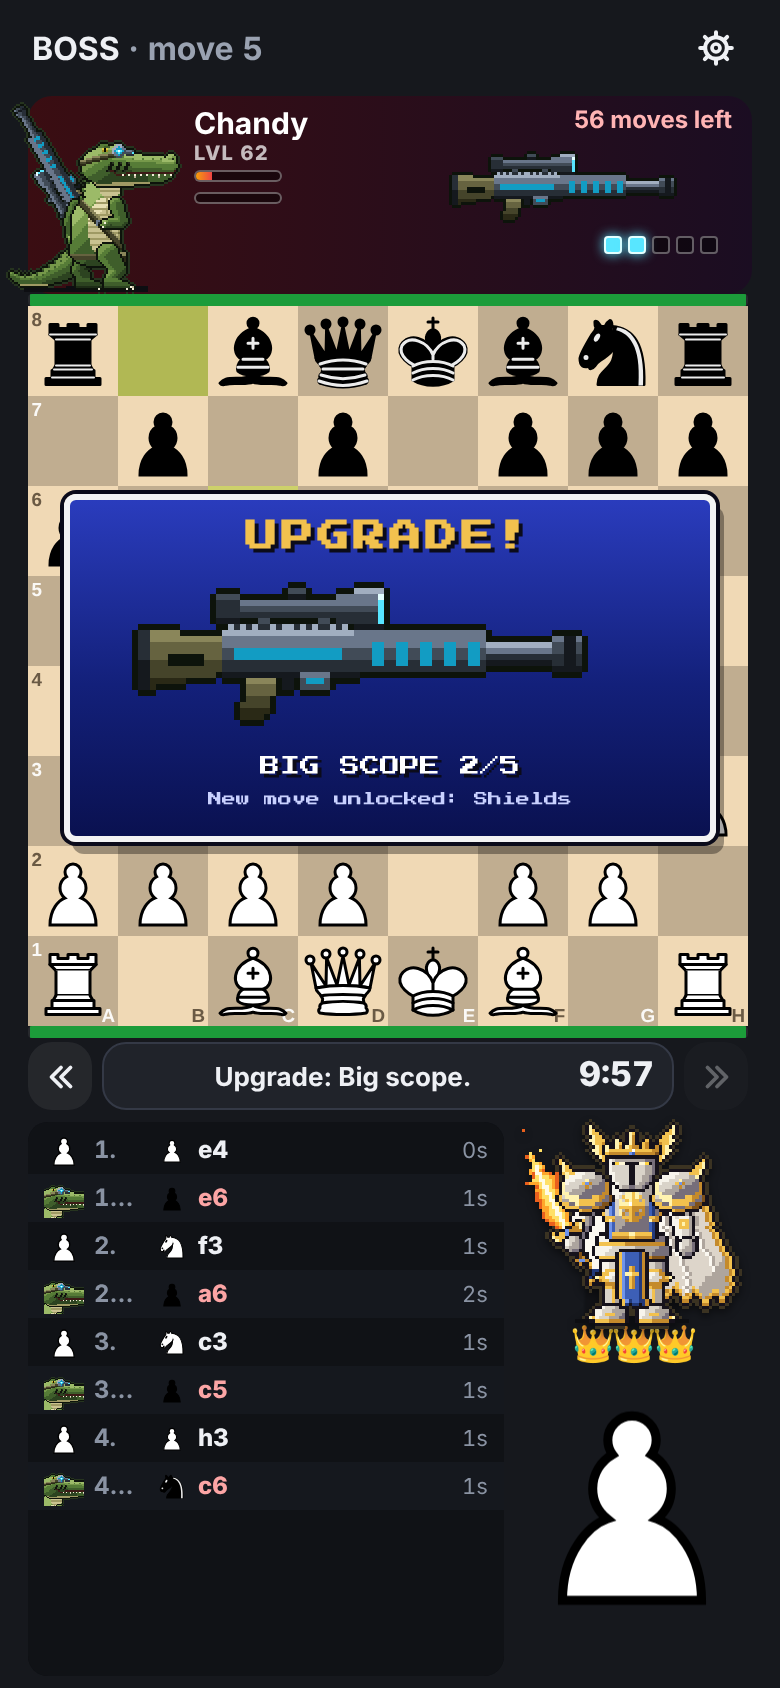 BOSS · move 5
Chandy
LVL 62
56 moves left
8
7
6
5
4
3
2
1
UPGRADE!
BIG SCOPE 2/5
New move unlocked: Shields
A B C D E F G H
Upgrade: Big scope.
9:57
1. e4 0s
1... e6 1s
2. f3 1s
2... a6 2s
3. c3 1s
3... c5 1s
4. h3 1s
4... c6 1s